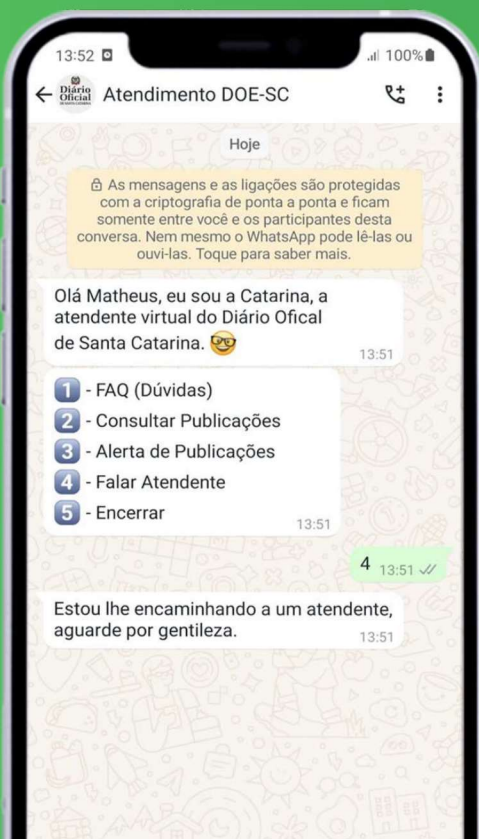 13:52
100%
Diário
Oficial
DE SANTA CATARINA
Atendimento DOE-SC
Hoje
As mensagens e as ligações são protegidas
com a criptografia de ponta a ponta e ficam
somente entre você e os participantes desta
conversa. Nem mesmo o WhatsApp pode lê-las ou
ouvi-las. Toque para saber mais.
Olá Matheus, eu sou a Catarina, a
atendente virtual do Diário Ofical
de Santa Catarina. 🤓
13:51
1 - FAQ (Dúvidas)
2 - Consultar Publicações
3 - Alerta de Publicações
4 - Falar Atendente
5 - Encerrar
13:51
4 13:51
Estou lhe encaminhando a um atendente,
aguarde por gentileza.
13:51